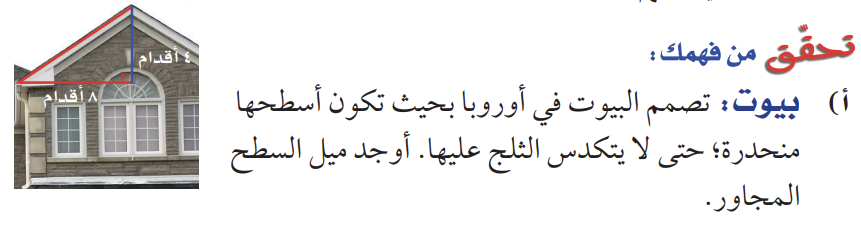 تحقّق من فهمك:
أ) بيوت: تصمم البيوت في أوروبا بحيث تكون أسطحها
منحدرة؛ حتى لا يتكدس الثلج عليها. أوجد ميل السطح
المجاور.
٤ أقدام
٨ أقدام